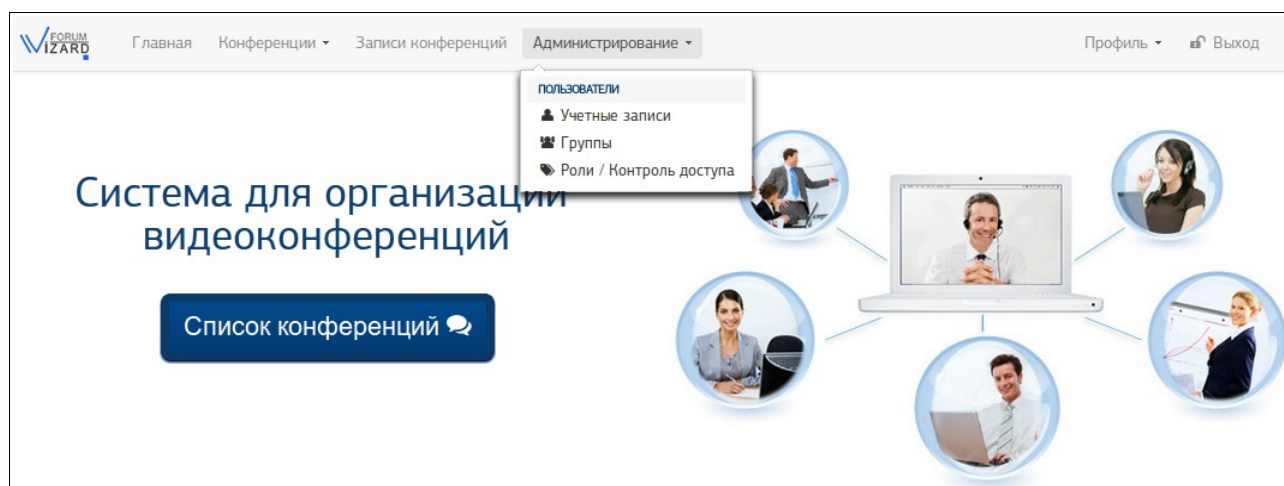 FORUM
WIZARD
Главная Конференции Записи конференций Администрирование Профиль Выход
ПОЛЬЗОВАТЕЛИ
Учетные записи
Группы
Роли / Контроль доступа
Система для организации
видеоконференций
Список конференций